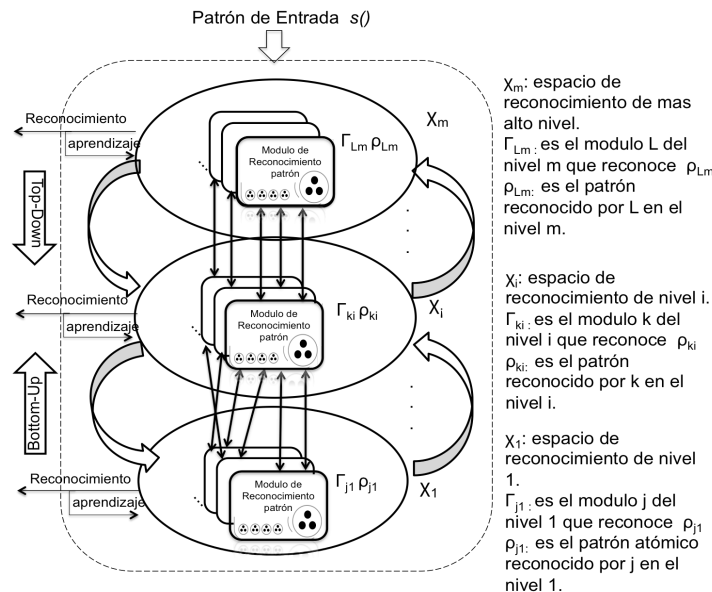 Patrón de Entrada s()
Reconocimiento
aprendizaje
Top-Down
Modulo de
Reconocimiento
patrón
Γ_Lm ρ_Lm
χ_m
Reconocimiento
aprendizaje
Bottom-Up
Modulo de
Reconocimiento
patrón
Γ_ki ρ_ki
χ_i
Reconocimiento
aprendizaje
Modulo de
Reconocimiento
patrón
Γ_j1 ρ_j1
χ_1
χ_m: espacio de
reconocimiento de mas
alto nivel.
Γ_Lm : es el modulo L del
nivel m que reconoce ρ_Lm
ρ_Lm: es el patrón
reconocido por L en el
nivel m.
χ_i: espacio de
reconocimiento de nivel i.
Γ_ki : es el modulo k del
nivel i que reconoce ρ_ki
ρ_ki: es el patrón
reconocido por k en el
nivel i.
χ_1: espacio de
reconocimiento de nivel
1.
Γ_j1 : es el modulo j del
nivel 1 que reconoce ρ_j1
ρ_j1: es el patrón atómico
reconocido por j en el
nivel 1.